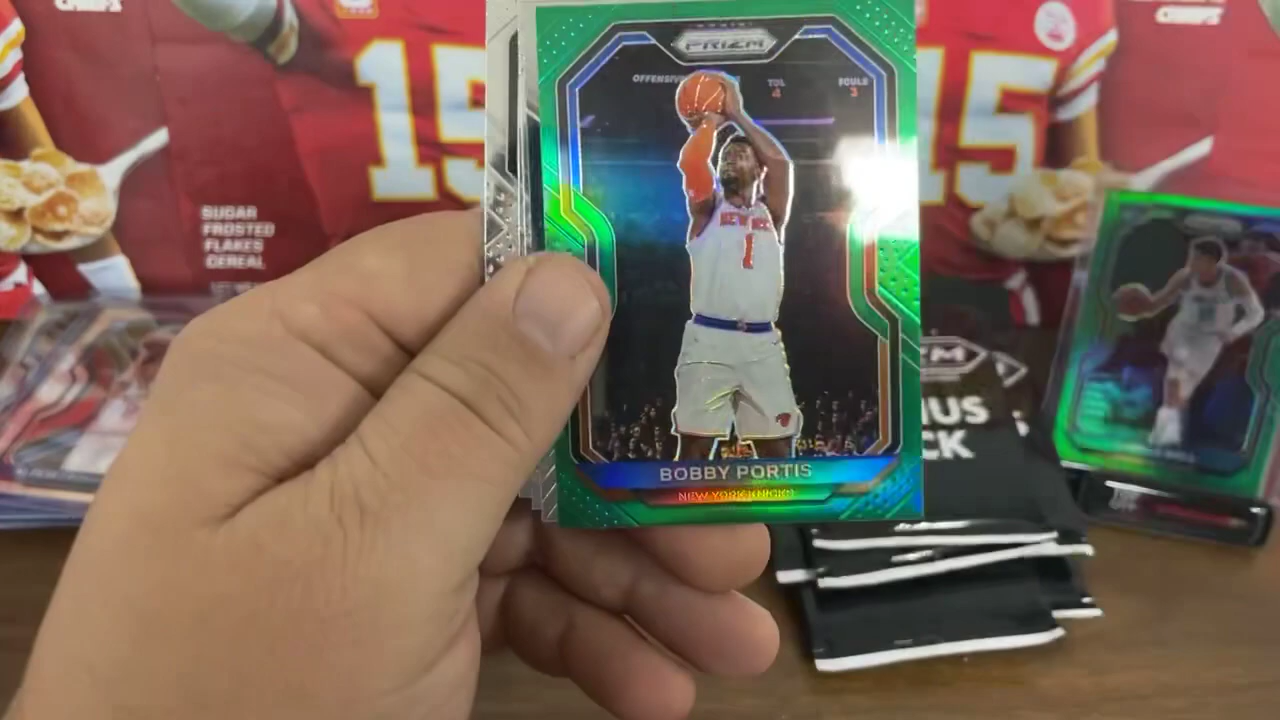 CHIEFS
15
SUGAR
FROSTED
FLAKES
CEREAL
PRIZM
OFFENSIVE
TOL
4
FOULS
3
NEW YORK
1
BOBBY PORTIS
NEW YORK KNICKS
15